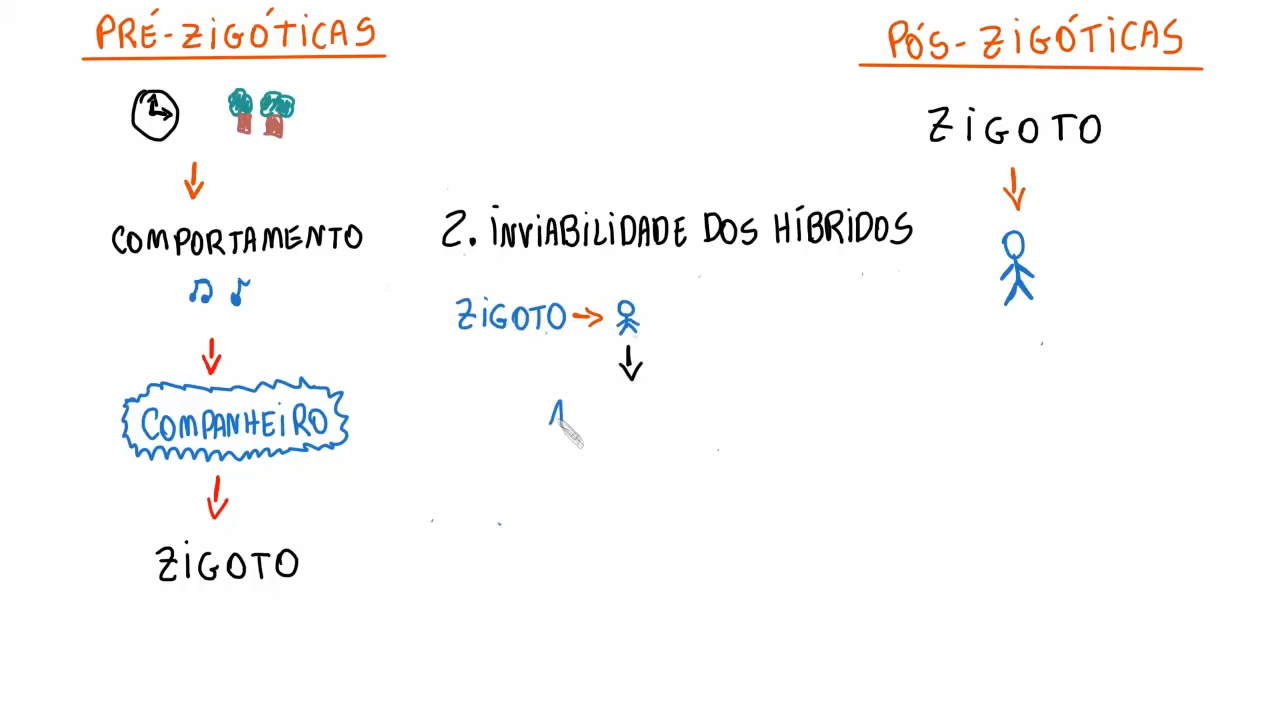 PRÉ-ZIGÓTICAS
COMPORTAMENTO
COMPANHEIRO
ZIGOTO
2. INVIABILIDADE DOS HÍBRIDOS
ZIGOTO
PÓS-ZIGÓTICAS
ZIGOTO